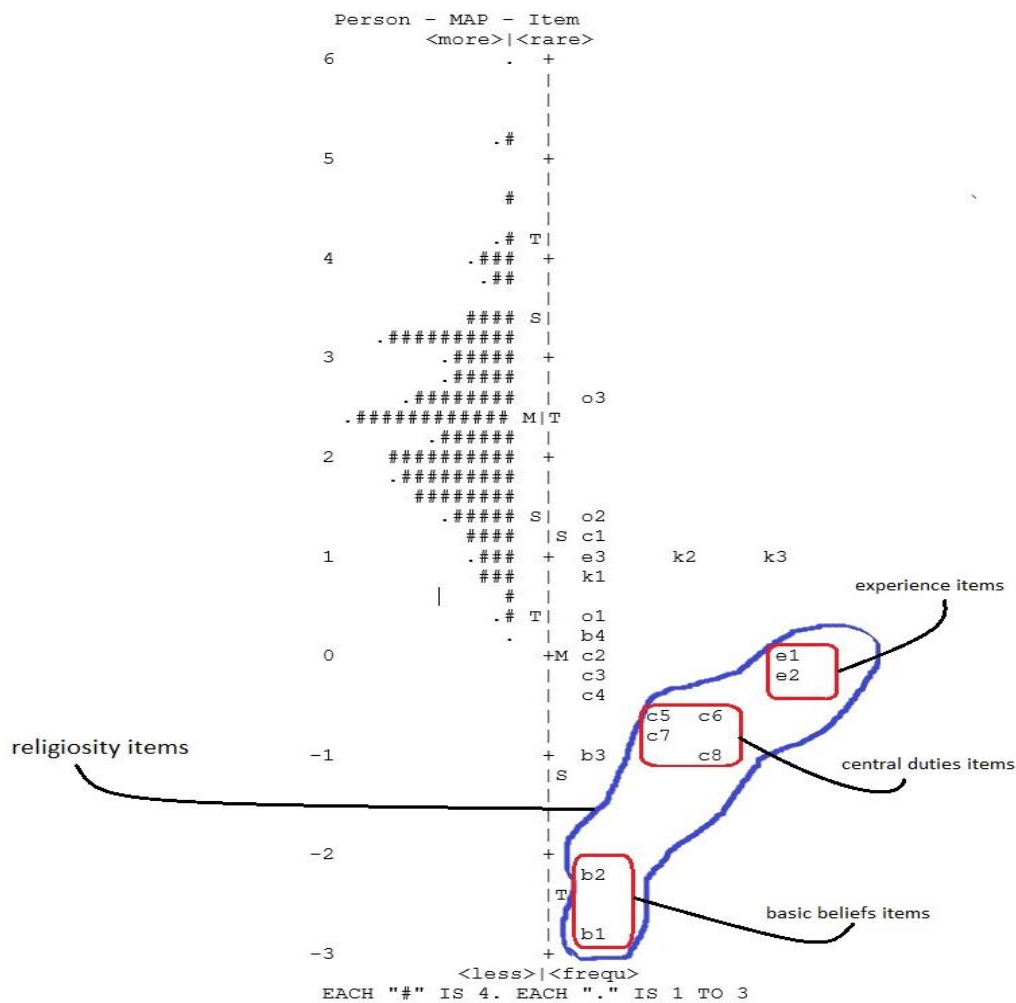 Person - MAP - Item
<more>|<rare>
6 . +
|
|
|
.# |
5 +
|
# |
|
.# T|
4 .### +
.## |
|
#### S|
.########## |
3 .##### +
.##### |
.######## | o3
.############ M|T
.###### |
2 ########## +
.######### |
######## |
.##### S| o2
#### |S c1
1 .### + e3 k2 k3
### | k1
experience items
# |
.# T| o1
. | b4
0 +M c2 e1
| c3 e2
| c4
| c5 c6
| c7
religiosity items
-1 + b3 c8
central duties items
|S
|
|
|
-2 +
| b2
|T
|
basic beliefs items
| b1
-3 +
<less>|<frequ>
EACH "#" IS 4. EACH "." IS 1 TO 3